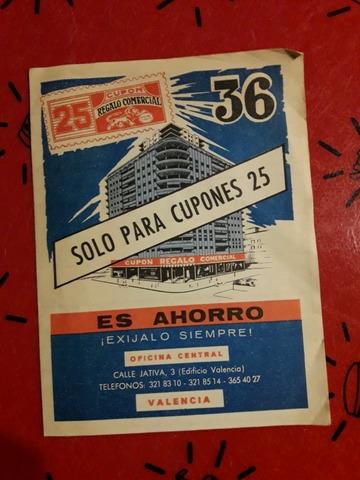 CUPON
25 REGALO COMERCIAL
36
SOLO PARA CUPONES 25
CUPON REGALO COMERCIAL
ES AHORRO
¡EXIJALO SIEMPRE!
OFICINA CENTRAL
CALLE JATIVA, 3 (Edificio Valencia)
TELEFONOS: 321 83 10 - 321 85 14 - 365 40 27
VALENCIA